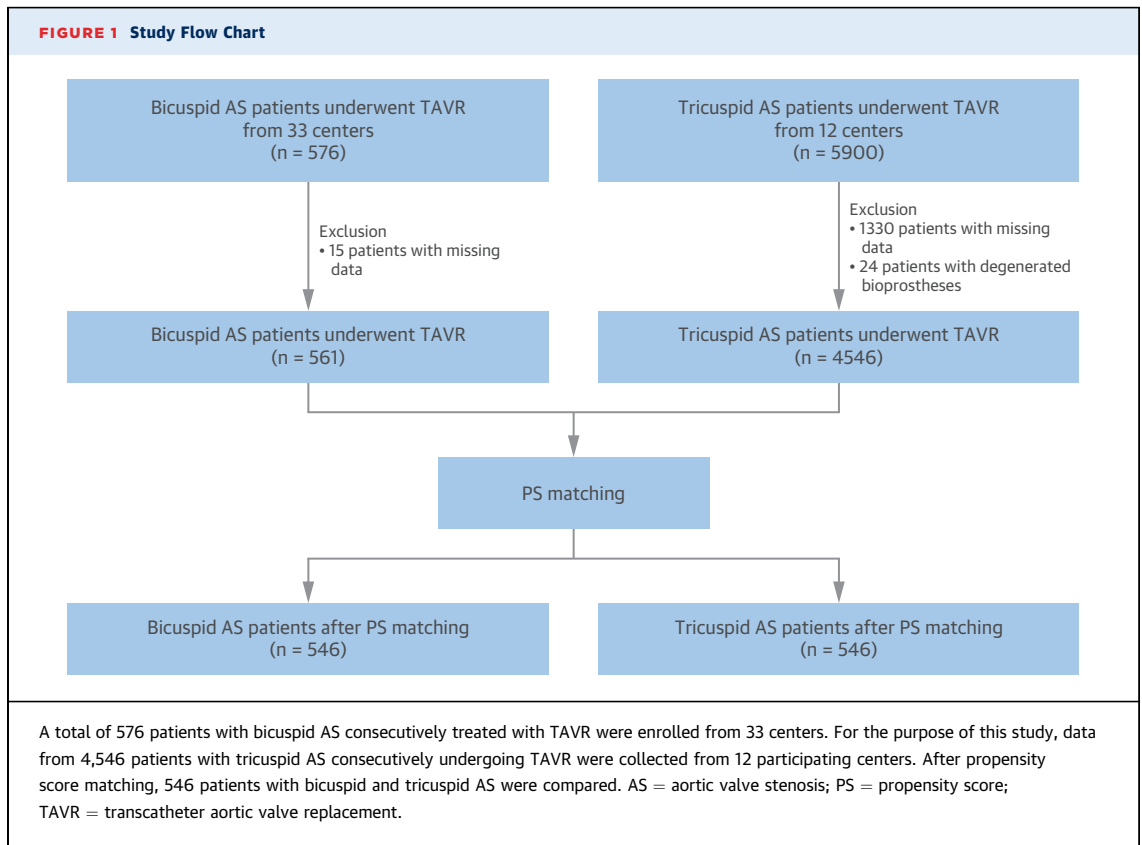 FIGURE 1 Study Flow Chart
Bicuspid AS patients underwent TAVR
from 33 centers
(n = 576)
Tricuspid AS patients underwent TAVR
from 12 centers
(n = 5900)
Exclusion
• 15 patients with missing
data
Exclusion
• 1330 patients with missing
data
• 24 patients with degenerated
bioprostheses
Bicuspid AS patients underwent TAVR
(n = 561)
Tricuspid AS patients underwent TAVR
(n = 4546)
PS matching
Bicuspid AS patients after PS matching
(n = 546)
Tricuspid AS patients after PS matching
(n = 546)
A total of 576 patients with bicuspid AS consecutively treated with TAVR were enrolled from 33 centers. For the purpose of this study, data
from 4,546 patients with tricuspid AS consecutively undergoing TAVR were collected from 12 participating centers. After propensity
score matching, 546 patients with bicuspid and tricuspid AS were compared. AS = aortic valve stenosis; PS = propensity score;
TAVR = transcatheter aortic valve replacement.